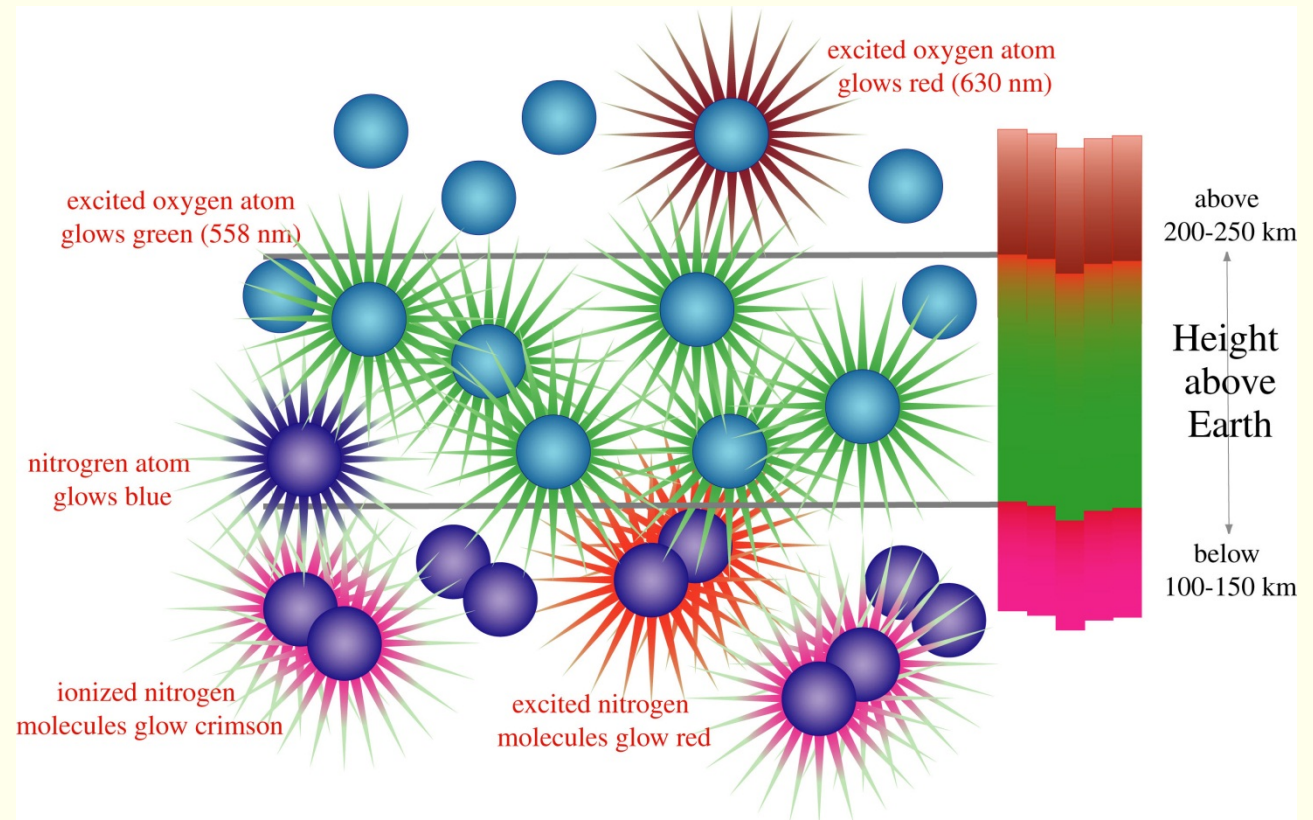 excited oxygen atom
glows red (630 nm)
excited oxygen atom
glows green (558 nm)
above
200-250 km
Height
above
Earth
nitrogren atom
glows blue
below
100-150 km
ionized nitrogen
molecules glow crimson
excited nitrogen
molecules glow red